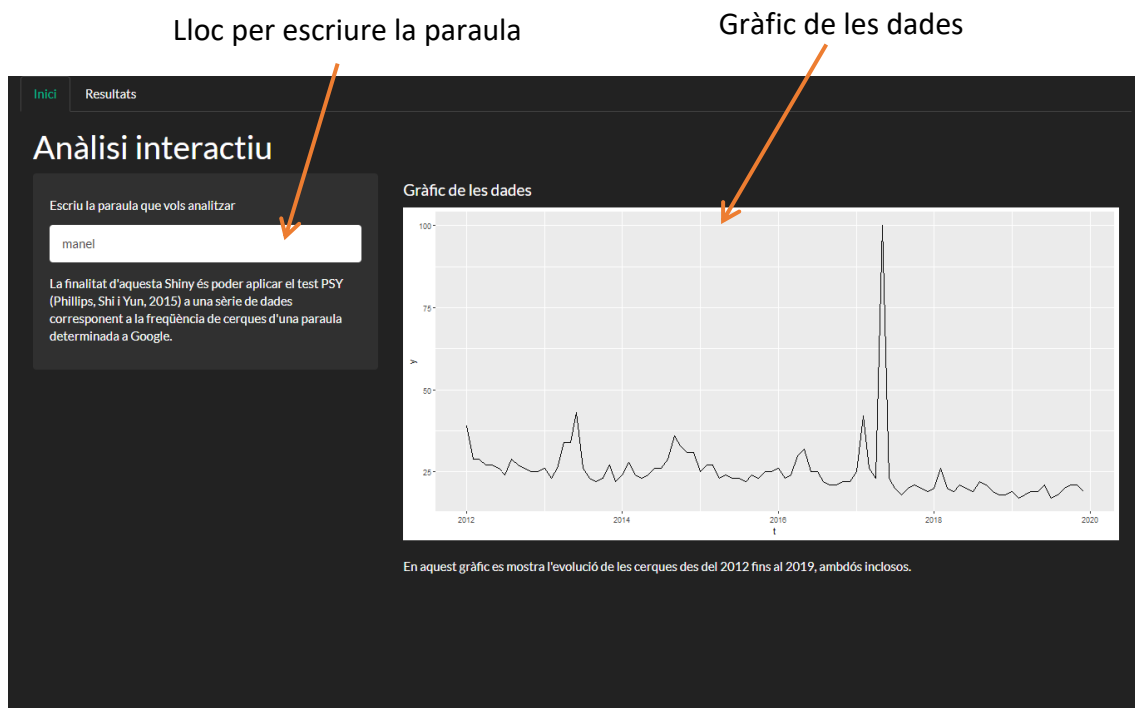 Lloc per escriure la paraula
Gràfic de les dades
Inici
Resultats
Anàlisi interactiu
Escriu la paraula que vols analitzar
manel
La finalitat d'aquesta Shiny és poder aplicar el test PSY
(Phillips, Shi i Yun, 2015) a una sèrie de dades
corresponent a la freqüència de cerques d'una paraula
determinada a Google.
Gràfic de les dades
100
75
y
50
25
2012
2014
2016
2018
2020
t
En aquest gràfic es mostra l'evolució de les cerques des del 2012 fins al 2019, ambdós inclosos.